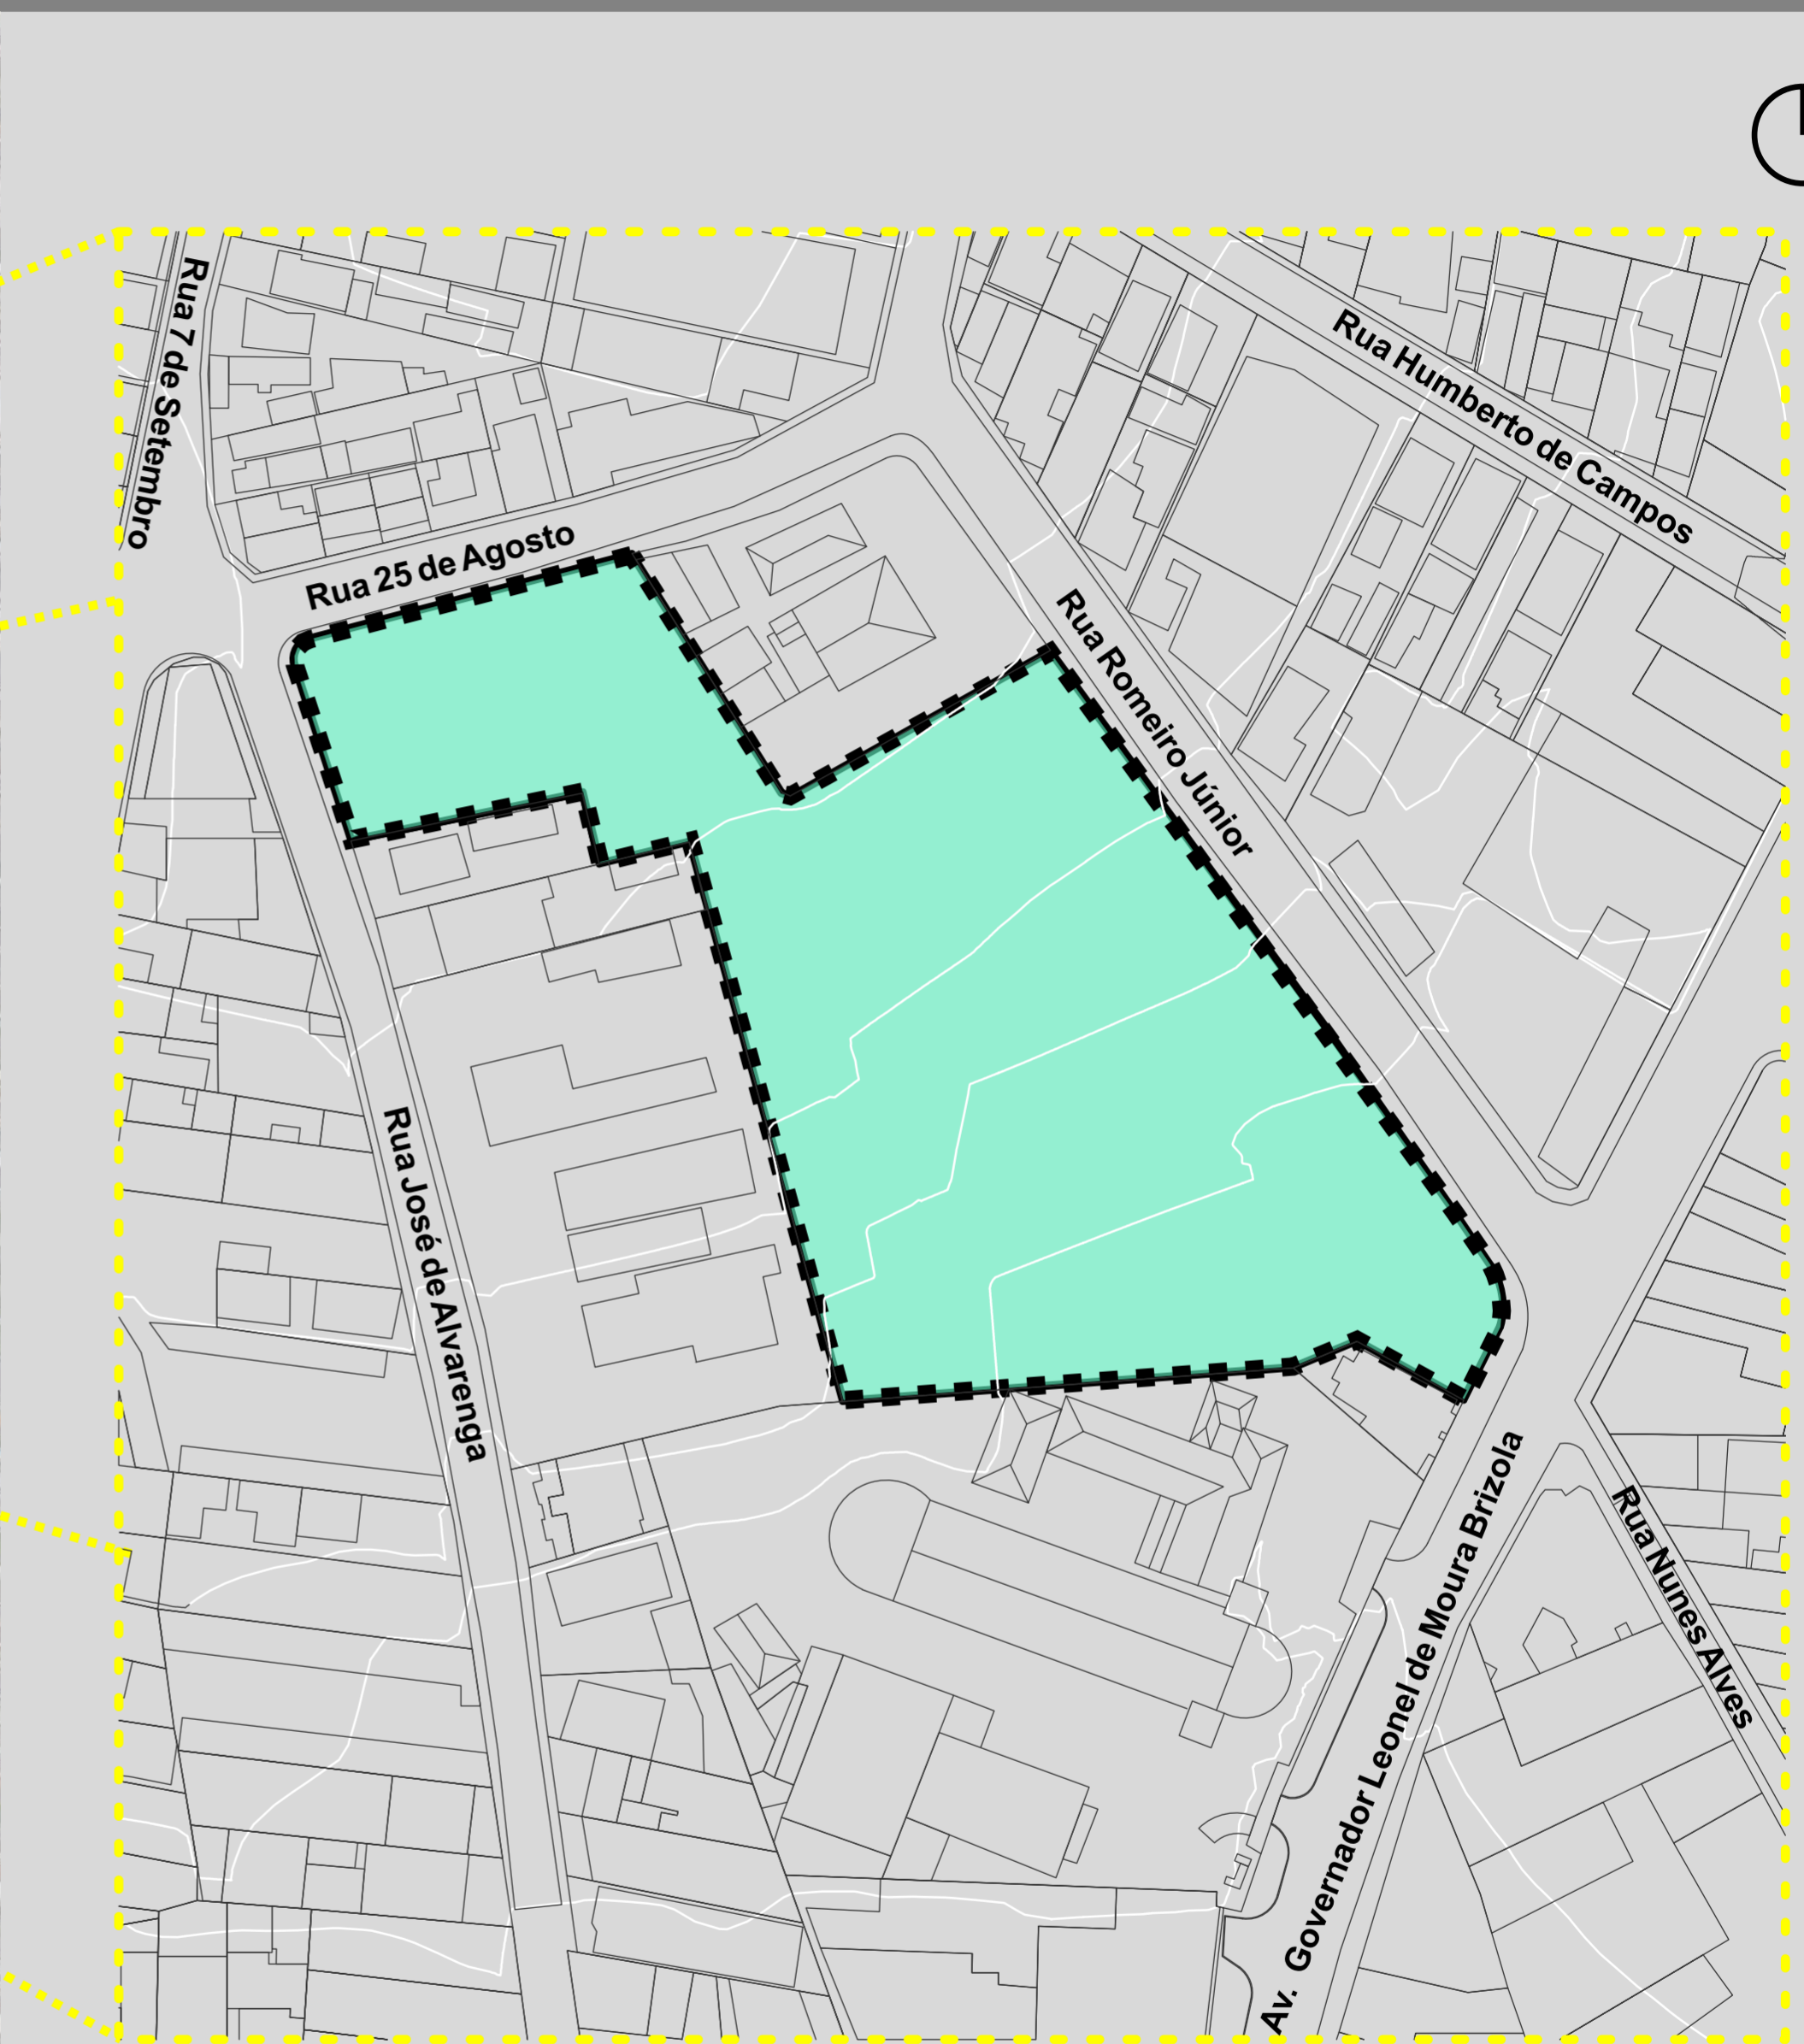 Rua 7 de Setembro
Rua Humberto de Campos
Rua 25 de Agosto
Rua Romeiro Júnior
Rua José de Alvarenga
Av. Governador Leonel de Moura Brizola
Rua Nunes Alves